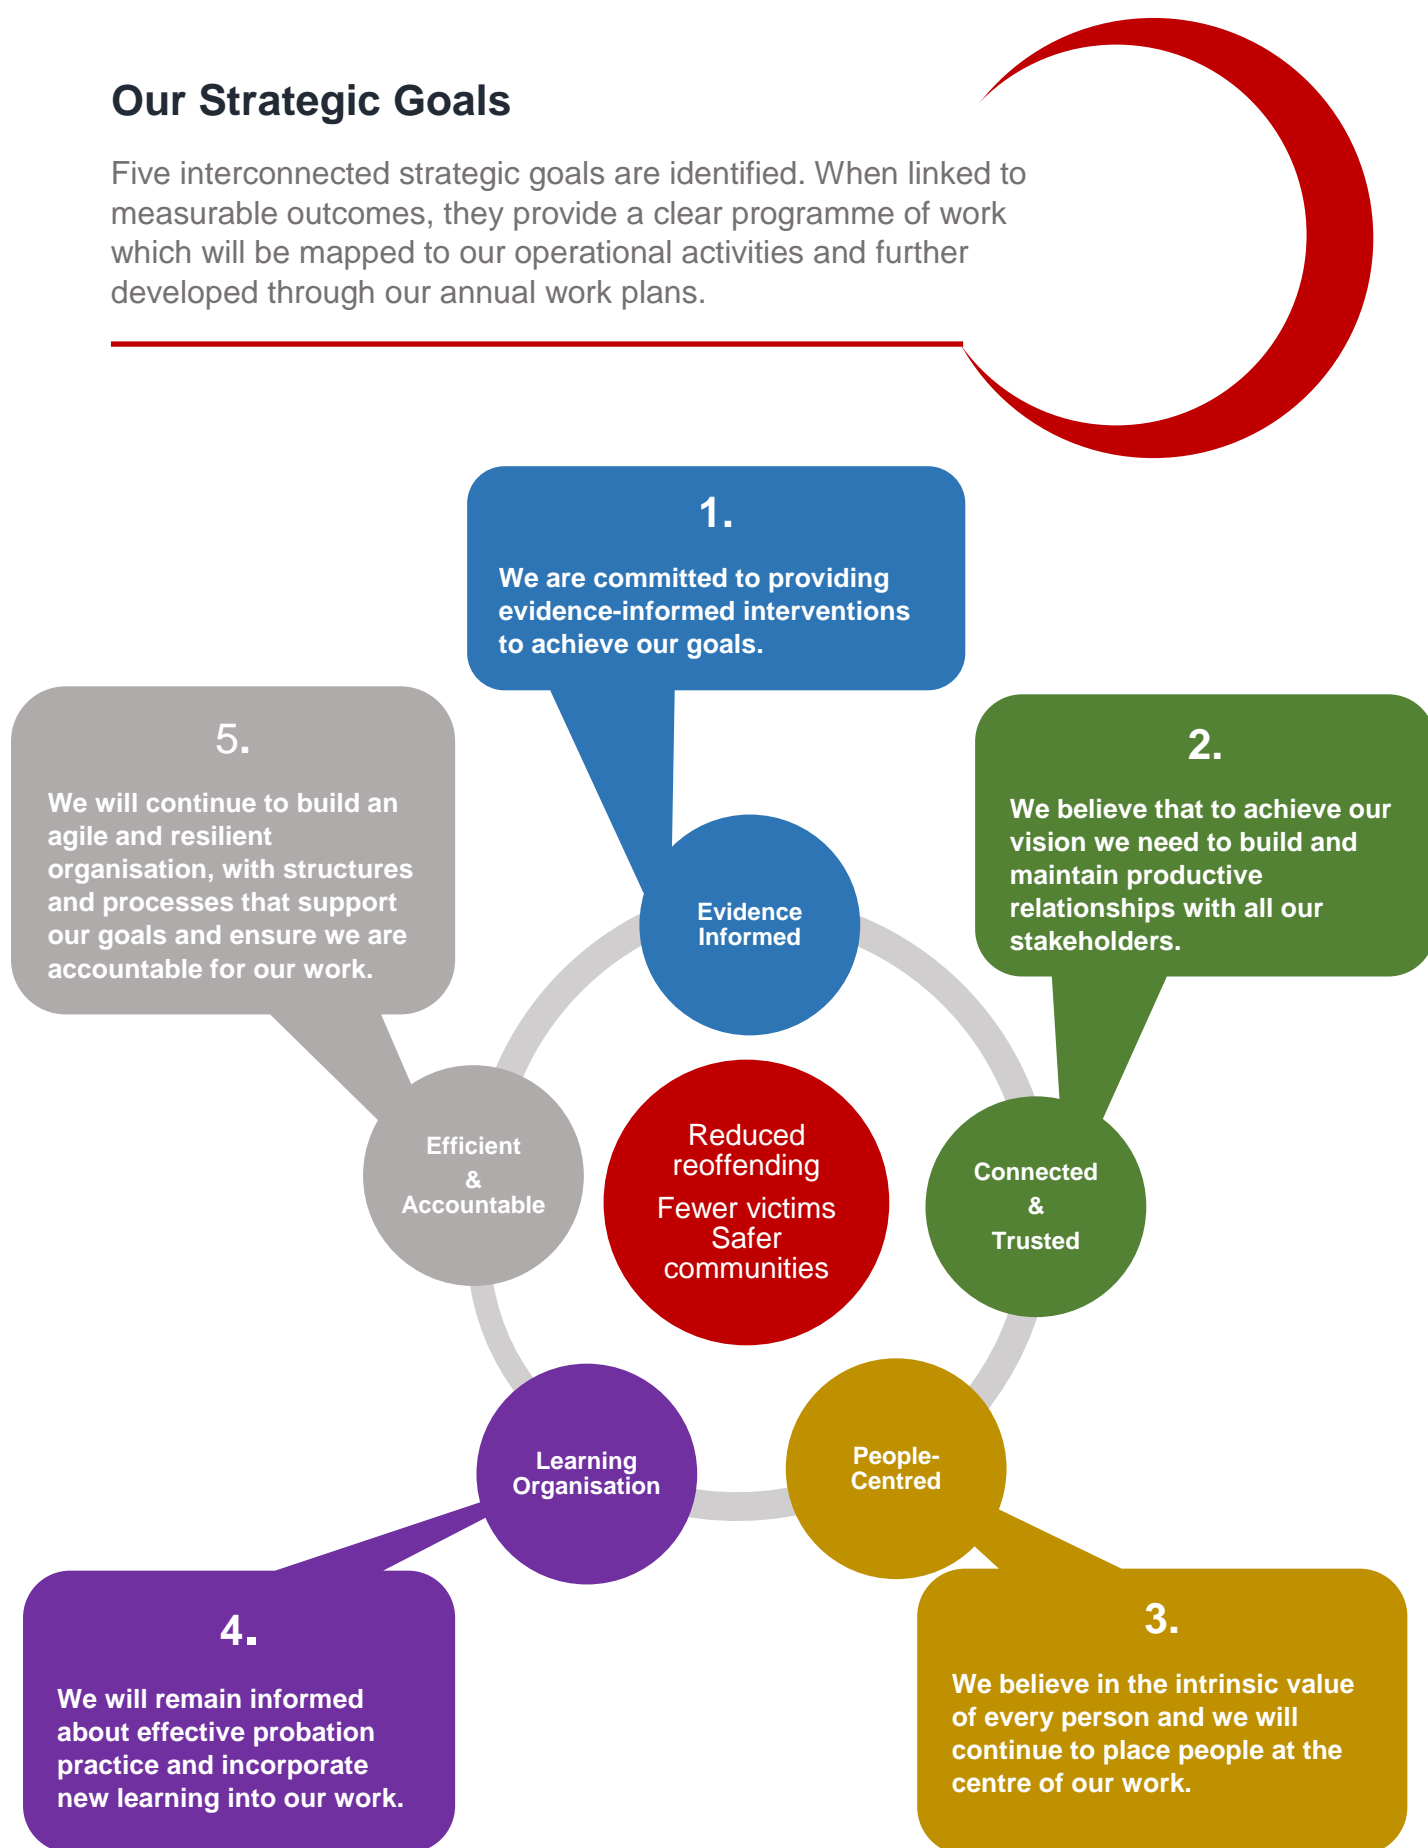 Our Strategic Goals
Five interconnected strategic goals are identified. When linked to
measurable outcomes, they provide a clear programme of work
which will be mapped to our operational activities and further
developed through our annual work plans.
1.
We are committed to providing
evidence-informed interventions
to achieve our goals.
2.
We believe that to achieve our
vision we need to build and
maintain productive
relationships with all our
stakeholders.
5.
We will continue to build an
agile and resilient
organisation, with structures
and processes that support
our goals and ensure we are
accountable for our work.
Evidence
Informed
Efficient
&
Accountable
Reduced
reoffending
Fewer victims
Safer
communities
Connected
&
Trusted
Learning
Organisation
People-
Centred
4.
We will remain informed
about effective probation
practice and incorporate
new learning into our work.
3.
We believe in the intrinsic value
of every person and we will
continue to place people at the
centre of our work.